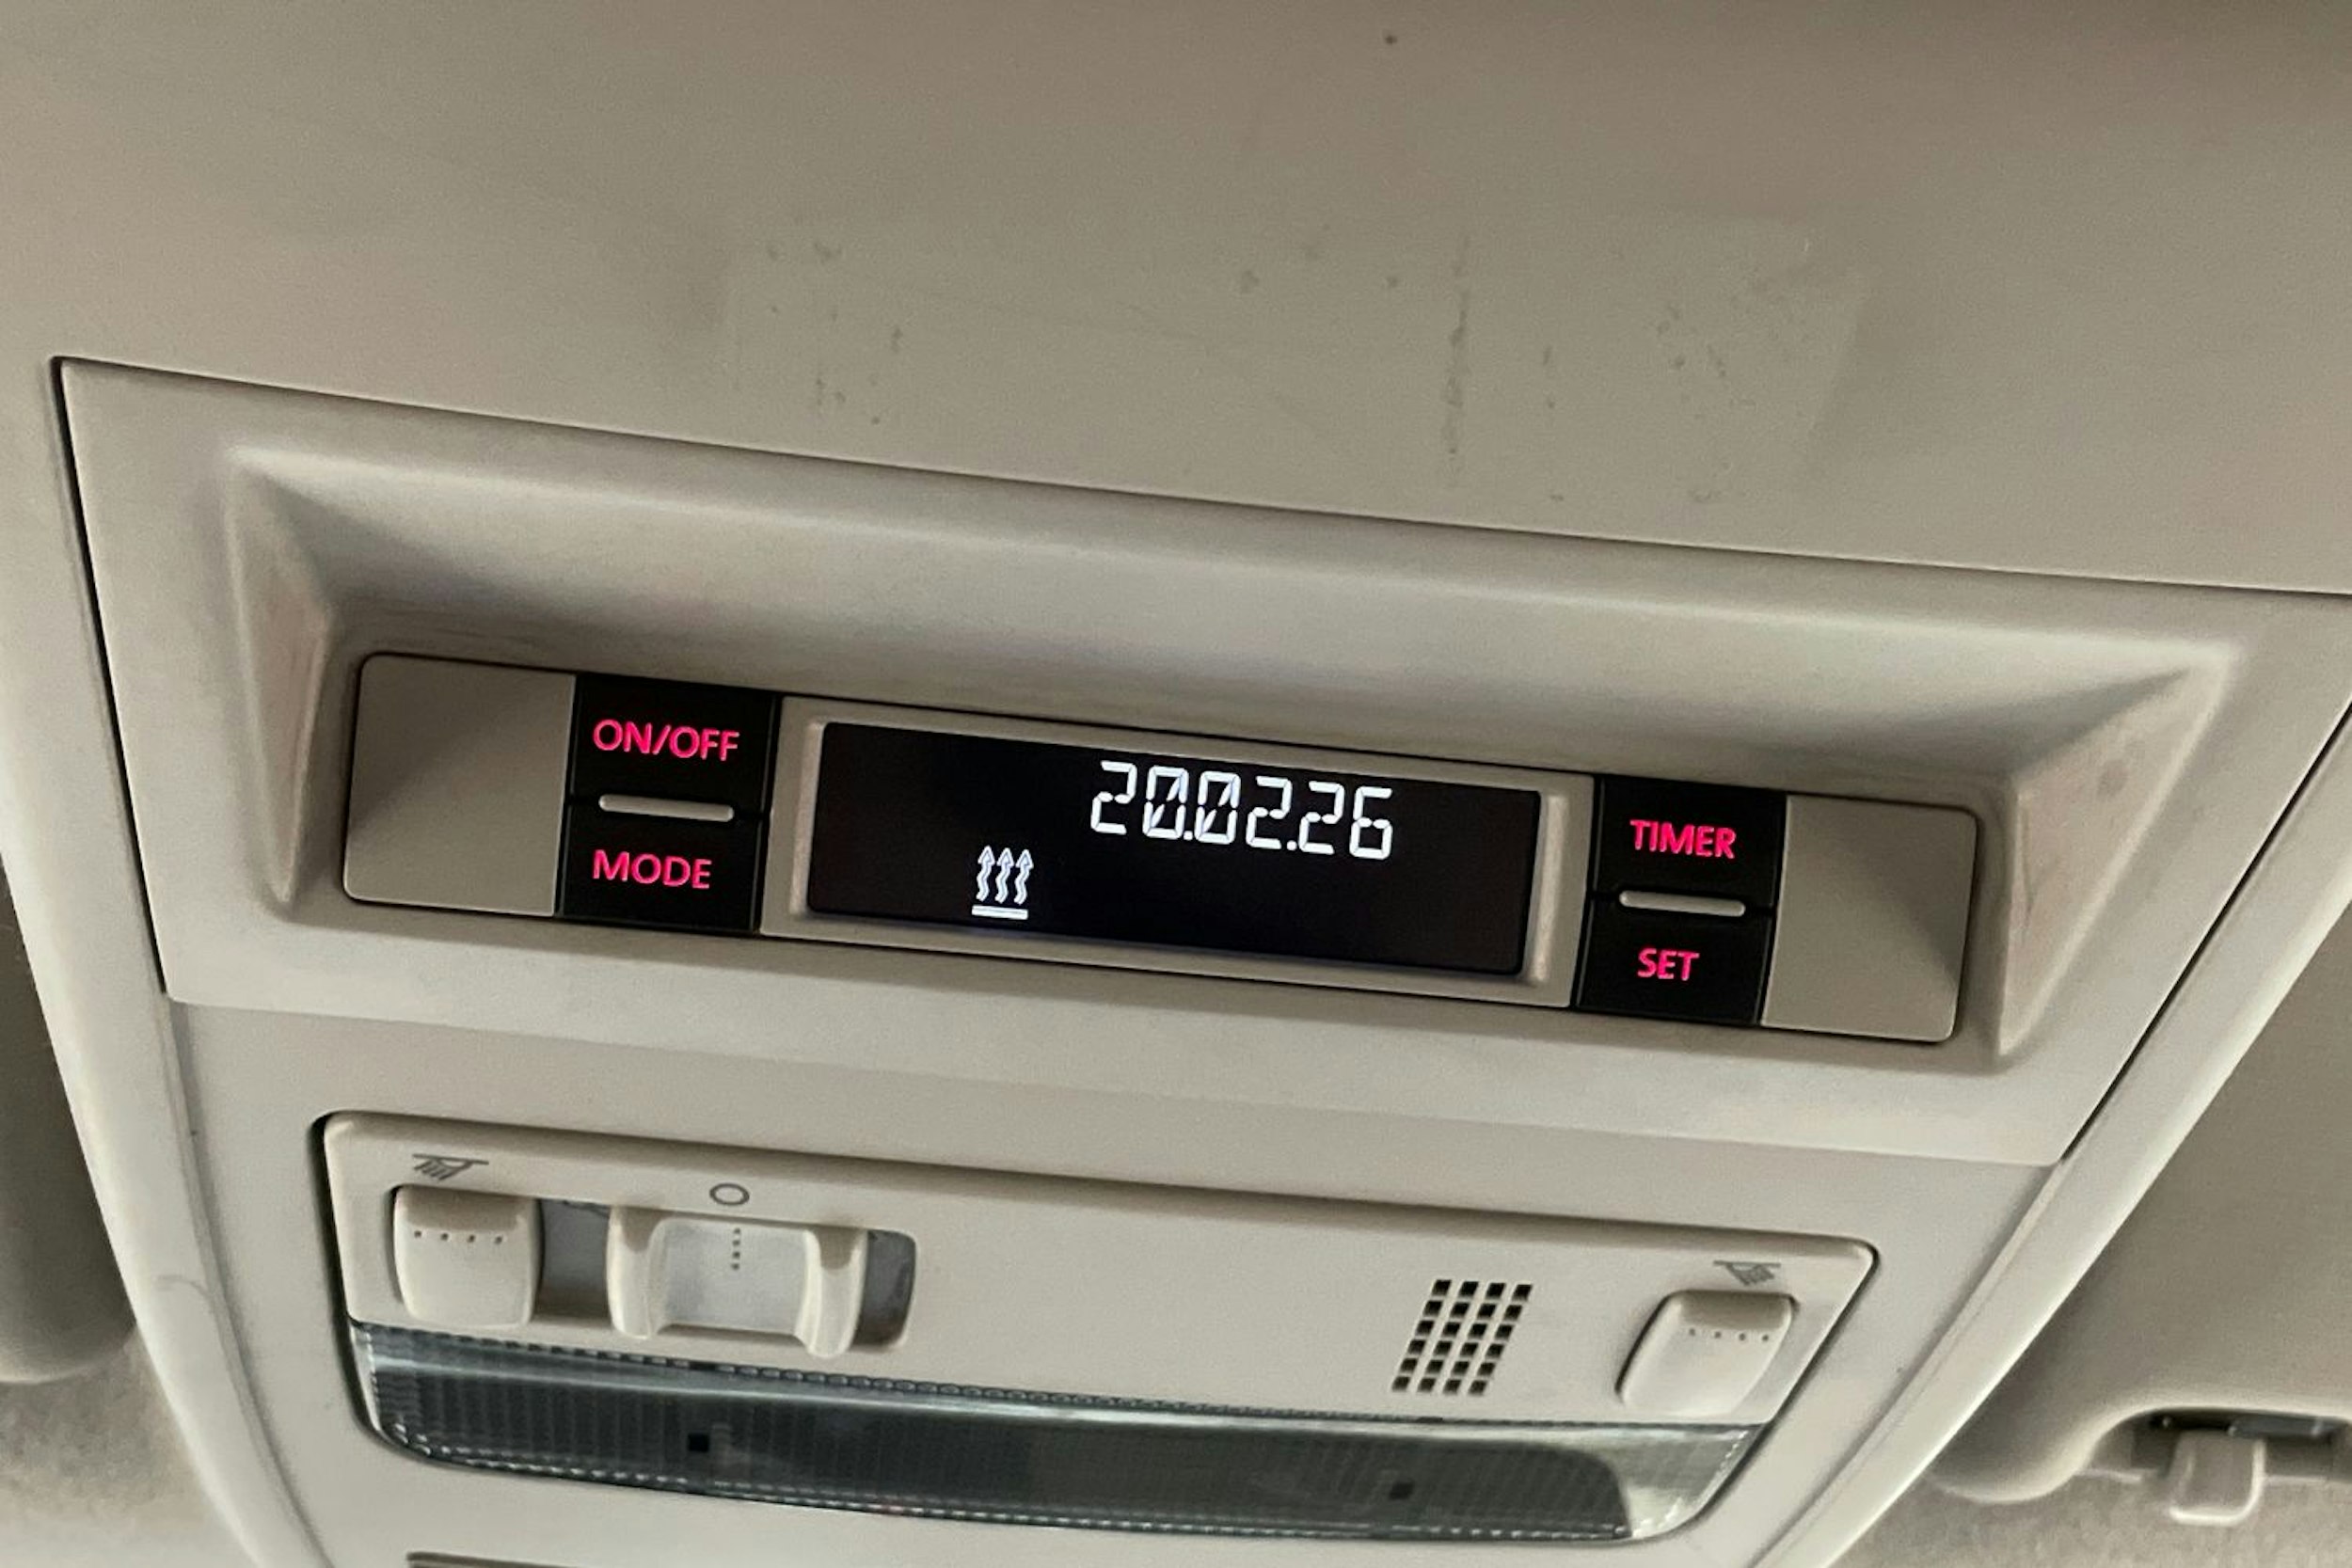 ON/OFF
MODE
20.02.26
TIMER
SET